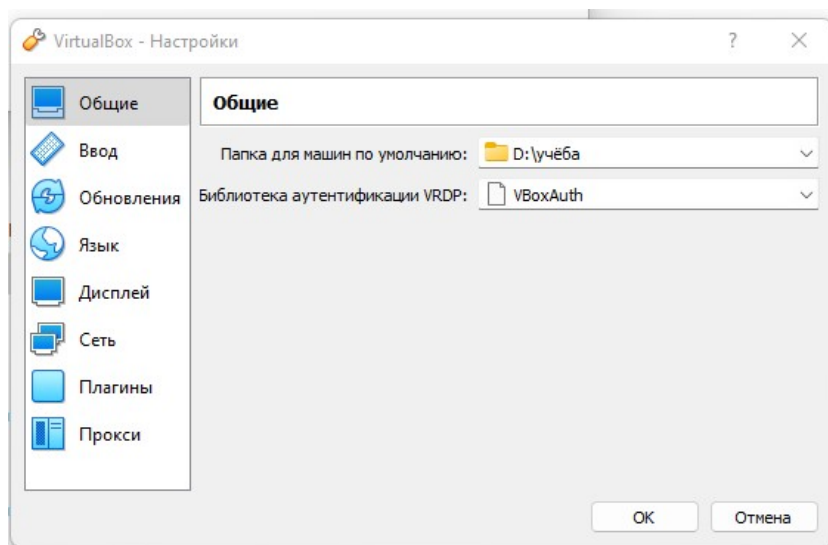 VirtualBox - Настройки
?
Общие
Ввод
Обновления
Язык
Дисплей
Сеть
Плагины
Прокси
Общие
Папка для машин по умолчанию: D:\учёба
Библиотека аутентификации VRDP: VBoxAuth
OK Отмена